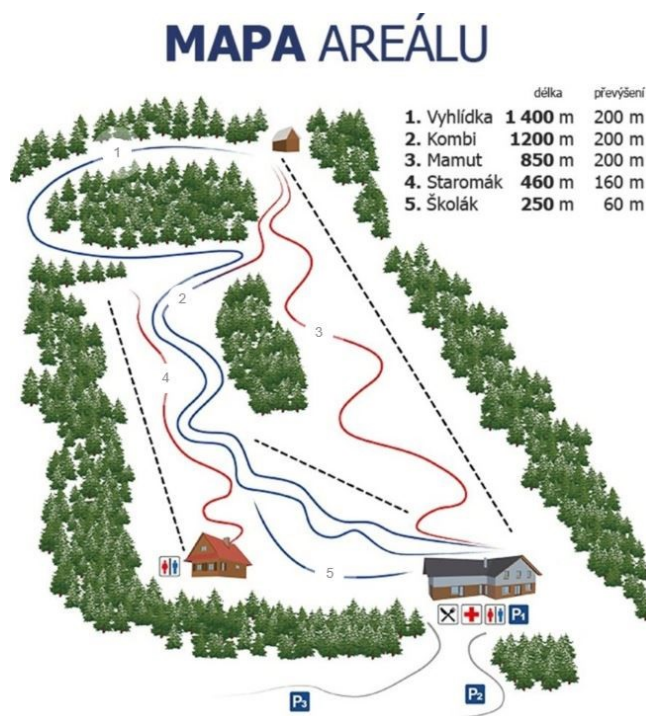 MAPA AREÁLU
délka převýšení
1. Vyhlídka 1 400 m 200 m
2. Kombi 1200 m 200 m
3. Mamut 850 m 200 m
4. Staromák 460 m 160 m
5. Školák 250 m 60 m
1
2
3
4
5
P1
P2
P3